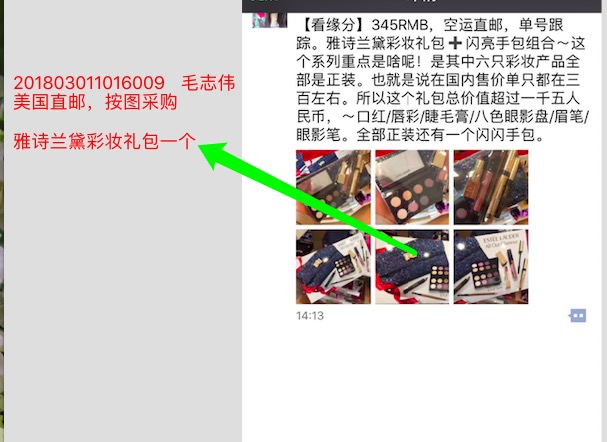 201803011016009 毛志伟
美国直邮，按图采购
雅诗兰黛彩妆礼包一个
【看缘分】345RMB，空运直邮，单号跟
踪。雅诗兰黛彩妆礼包➕闪亮手包组合～这
个系列重点是啥呢！是其中六只彩妆产品全
部是正装。也就是说在国内售价单只都在三
百左右。所以这个礼包总价值超过一千五人
民币，～口红/唇彩/睫毛膏/八色眼影盘/眉笔/
眼影笔。全部正装还有一个闪闪手包。
ESTEE LAUDER
14:13